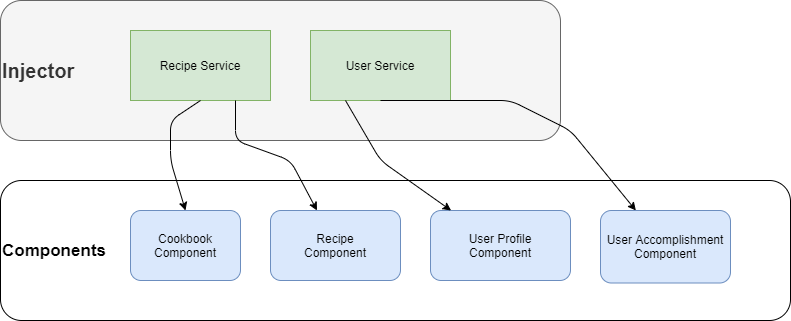 Injector
Recipe Service
User Service
Components
Cookbook
Component
Recipe
Component
User Profile
Component
User Accomplishment
Component